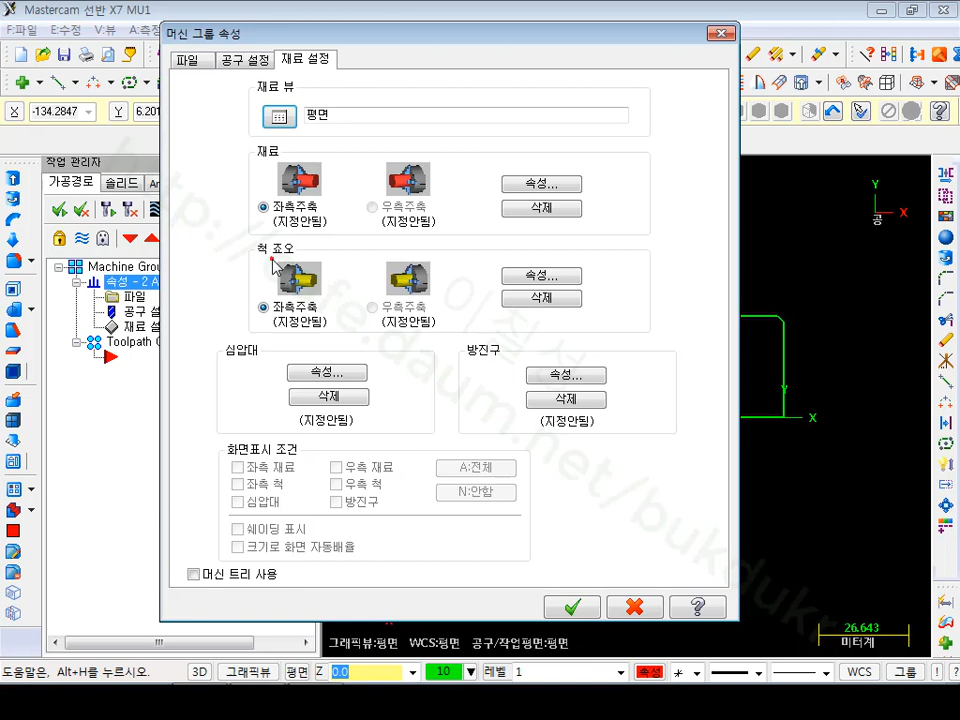 Mastercam 선반 X7 MU1
F:파일 E:수정 V:뷰 A:측정
머신 그룹 속성
파일 공구 설정 재료 설정
재료 뷰
평면
X -134.2847 Y 6.201
재료
작업 관리자
가공경로 솔리드 Ar
좌측주축 우측주축
(지정안됨) (지정안됨)
속성...
삭제
척 죠오
좌측주축 우측주축
(지정안됨) (지정안됨)
속성...
삭제
Machine Grou
속성 - 2 A
파일
공구 설
재료 설
Toolpath G
심압대
속성...
삭제
(지정안됨)
방진구
속성...
삭제
(지정안됨)
화면표시 조건
좌측 재료 우측 재료 A:전체
좌측 척 우측 척 N:안함
심압대 방진구
쉐이딩 표시
크기로 화면 자동배율
머신 트리 사용
Y
X
공
Y
X
26.643
미터계
그래픽뷰:평면 WCS:평면 공구/작업평면:평면
도움말은, Alt+H를 누르시오. 3D 그래픽뷰 평면 Z 0.0 10 레벨 1 속성 WCS 그룹 ! ?